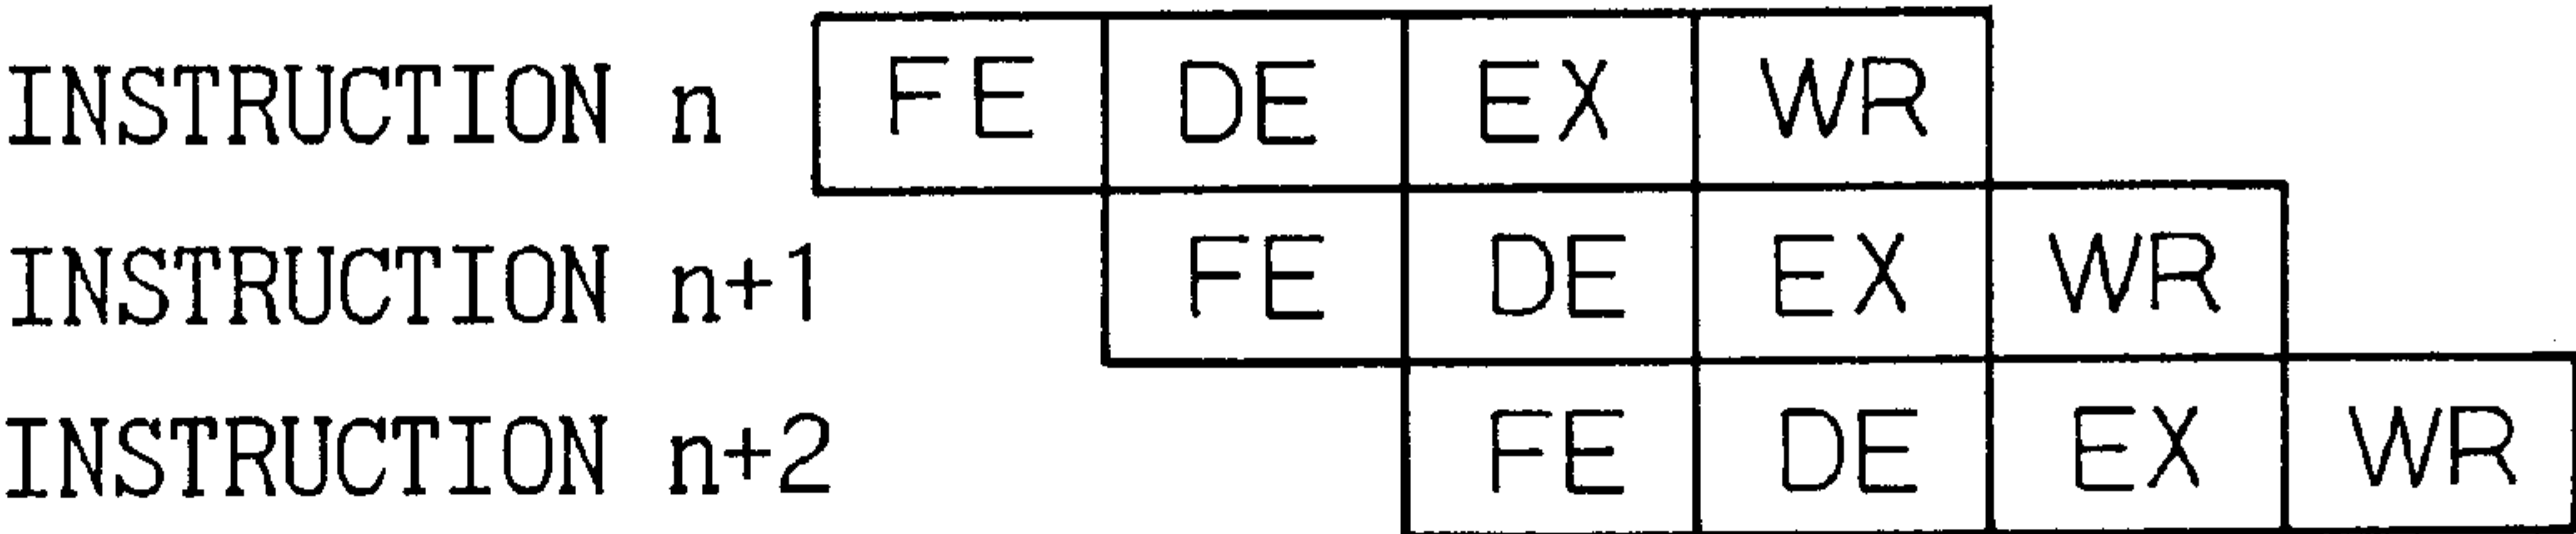 INSTRUCTION n FE DE EX WR
INSTRUCTION n+1 FE DE EX WR
INSTRUCTION n+2 FE DE EX WR